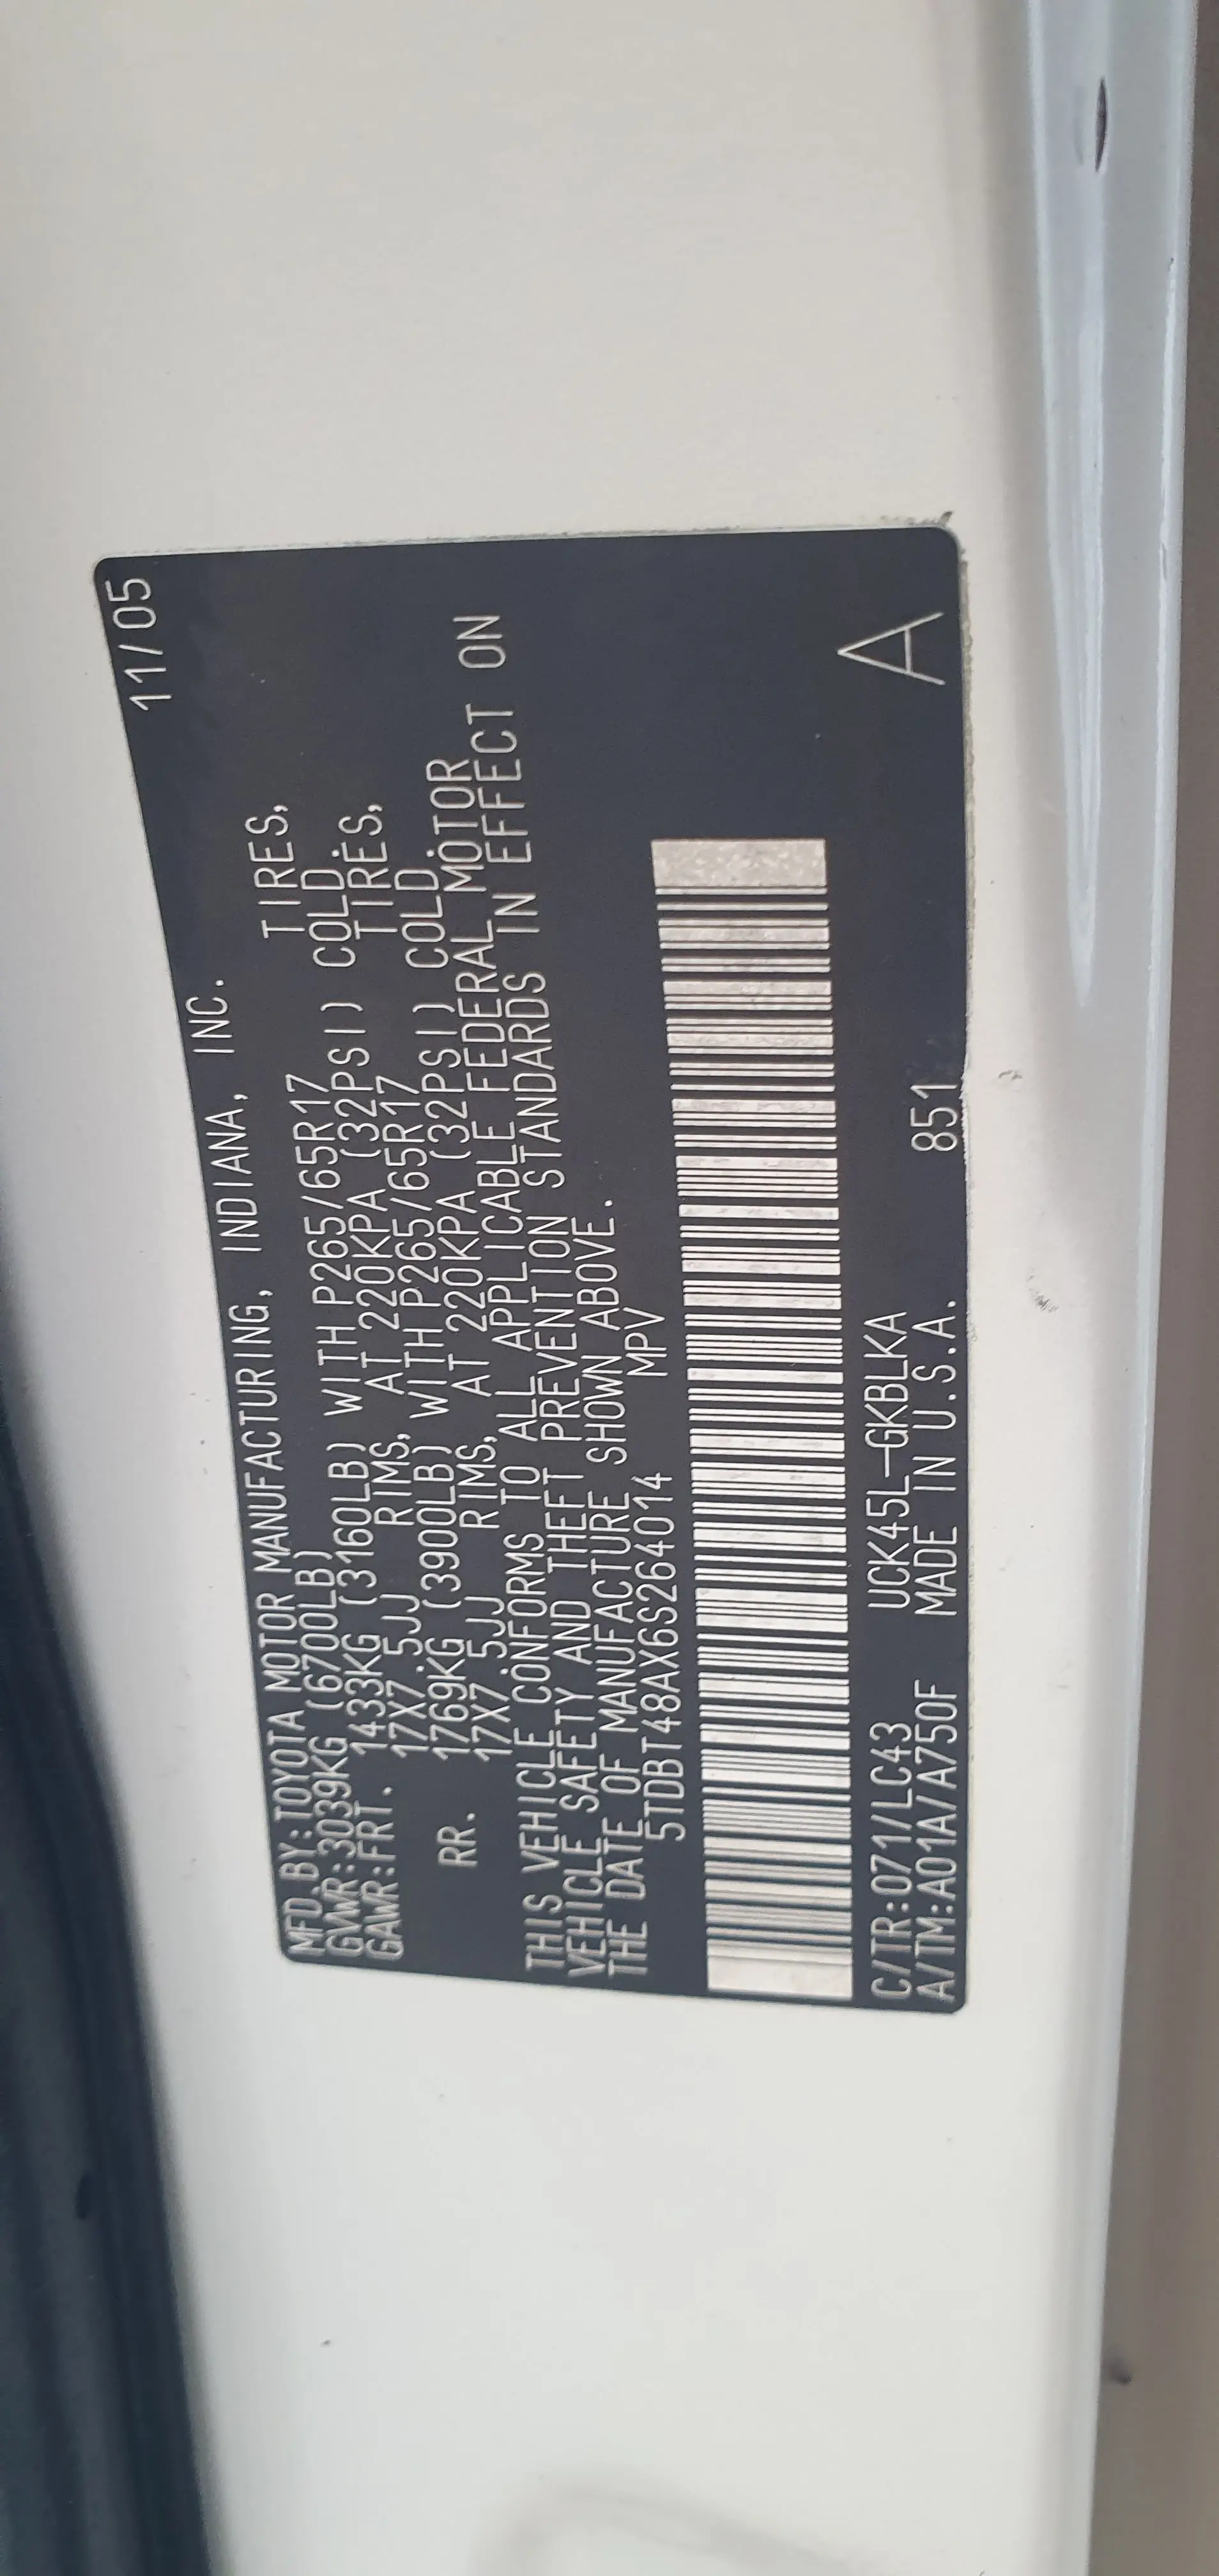 MFD.BY:TOYOTA MOTOR MANUFACTURING, INDIANA, INC. 11/05
GVWR:3039KG (6700LB)
GAWR:FRT. 1433KG (3160LB) WITH P265/65R17 TIRES,
17X7.5JJ RIMS, AT 220KPA (32PSI) COLD.
RR. 1769KG (3900LB) WITH P265/65R17 TIRES,
17X7.5JJ RIMS, AT 220KPA (32PSI) COLD.
THIS VEHICLE CONFORMS TO ALL APPLICABLE FEDERAL MOTOR
VEHICLE SAFETY AND THEFT PREVENTION STANDARDS IN EFFECT ON
THE DATE OF MANUFACTURE SHOWN ABOVE.
5TDBT48AX6S264014 MPV
C/TR:071/LC43 UCK45L-GKBLKA
A/TM:A01A/A750F MADE IN U.S.A. 851 A